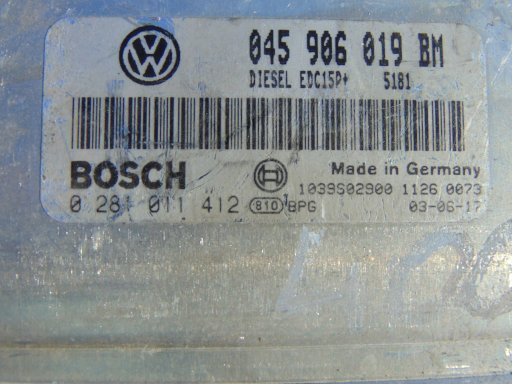 045 906 019 BM
DIESEL EDC15P+ 5181
BOSCH
Made in Germany
1039S02900 1126 0073
0 281 011 412 810 BPG 03-06-17